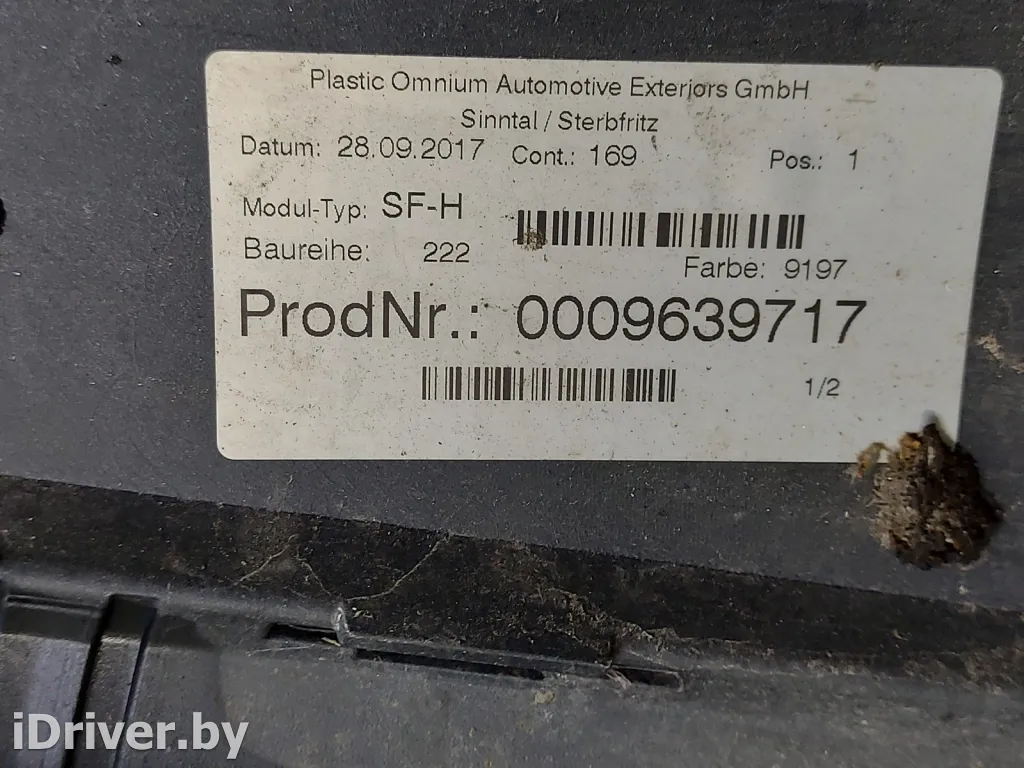 Plastic Omnium Automotive Exteriors GmbH
Sinntal / Sterbfritz
Datum: 28.09.2017 Cont.: 169 Pos.: 1
Modul-Typ: SF-H
Baureihe: 222
Farbe: 9197
ProdNr.: 0009639717
1/2
iDriver.by